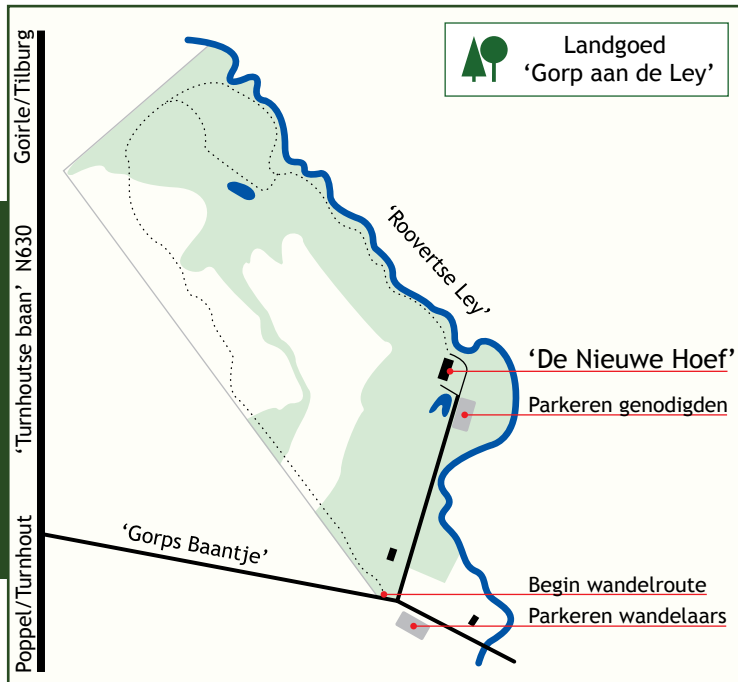 Landgoed
‘Gorp aan de Ley’
Goirle/Tilburg
‘Turnhoutse baan’ N630
Poppel/Turnhout
‘Roovertse Ley’
‘De Nieuwe Hoef’
Parkeren genodigden
‘Gorps Baantje’
Begin wandelroute
Parkeren wandelaars